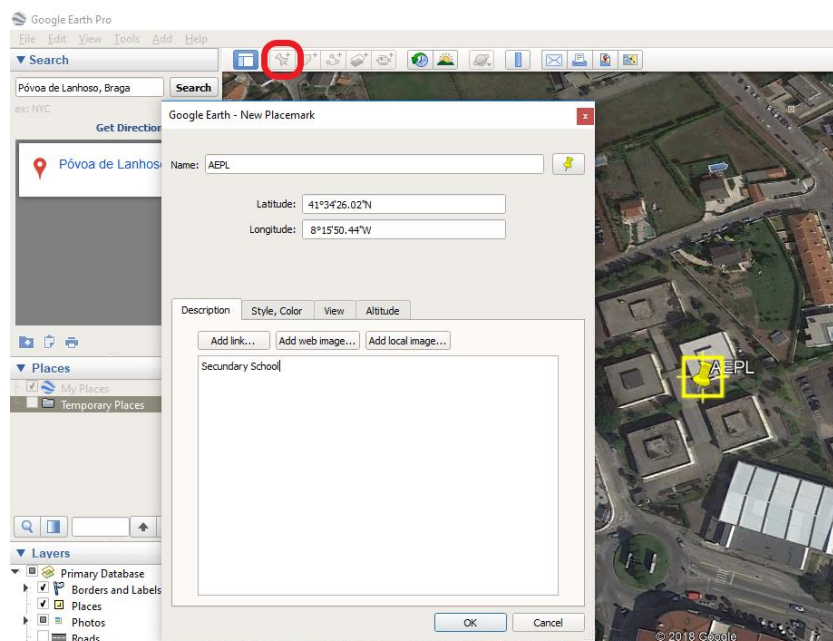 Google Earth Pro
File Edit View Tools Add Help
Search
Póvoa de Lanhoso, Braga
Search
ex: NYC
Get Direction
Póvoa de Lanhos
Google Earth - New Placemark
x
Name: AEPL
Latitude: 41°34'26.02"N
Longitude: 8°15'50.44"W
Description Style, Color View Altitude
Add link... Add web image... Add local image...
Secundary School
AEPL
Places
My Places
Temporary Places
Layers
Primary Database
Borders and Labels
Places
Photos
Roads
OK Cancel
© 2018 Google